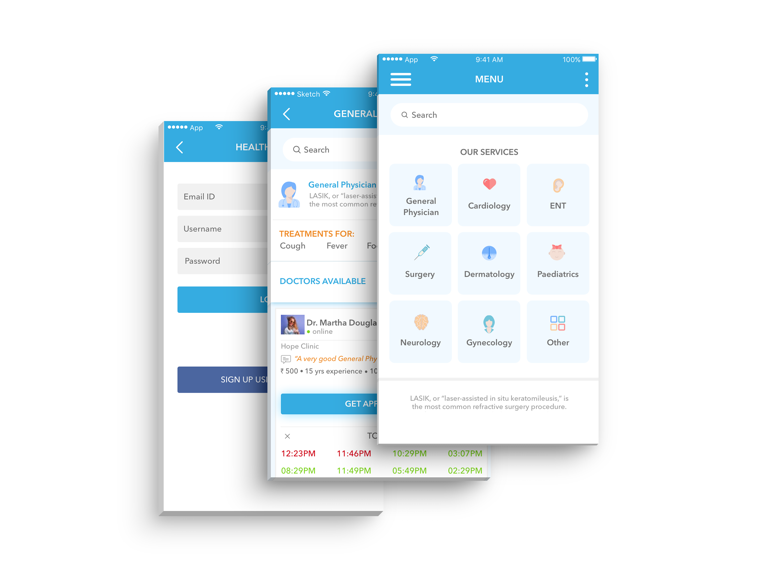 App
9:
HEALTH
Email ID
Username
Password
LO
SIGN UP USI
Sketch
9:4
GENERAL
Search
General Physician
LASIK, or "laser-assis
the most common re
TREATMENTS FOR:
Cough Fever Fo
DOCTORS AVAILABLE
Dr. Martha Dougla
online
Hope Clinic
"A very good General Phy
₹ 500 • 15 yrs experience • 10
GET APP
× TO
12:23PM 11:46PM 10:29PM 03:07PM
08:29PM 11:49PM 05:49PM 02:29PM
App 9:41 AM 100%
MENU
Search
OUR SERVICES
General
Physician
Cardiology
ENT
Surgery
Dermatology
Paediatrics
Neurology
Gynecology
Other
LASIK, or "laser-assisted in situ keratomileusis," is
the most common refractive surgery procedure.